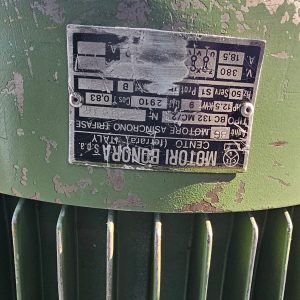 MOTORI BONORA
S.p.a.
CENTO (ferrara) ITALY
MOTORE ASINCRONO TRIFASE
TIPO BC 132 MC/2
HP 12.5 KW 9 2910 Cos 0.83
Hz 50 Serv S1 Prot B
V. 380
A. 18,5